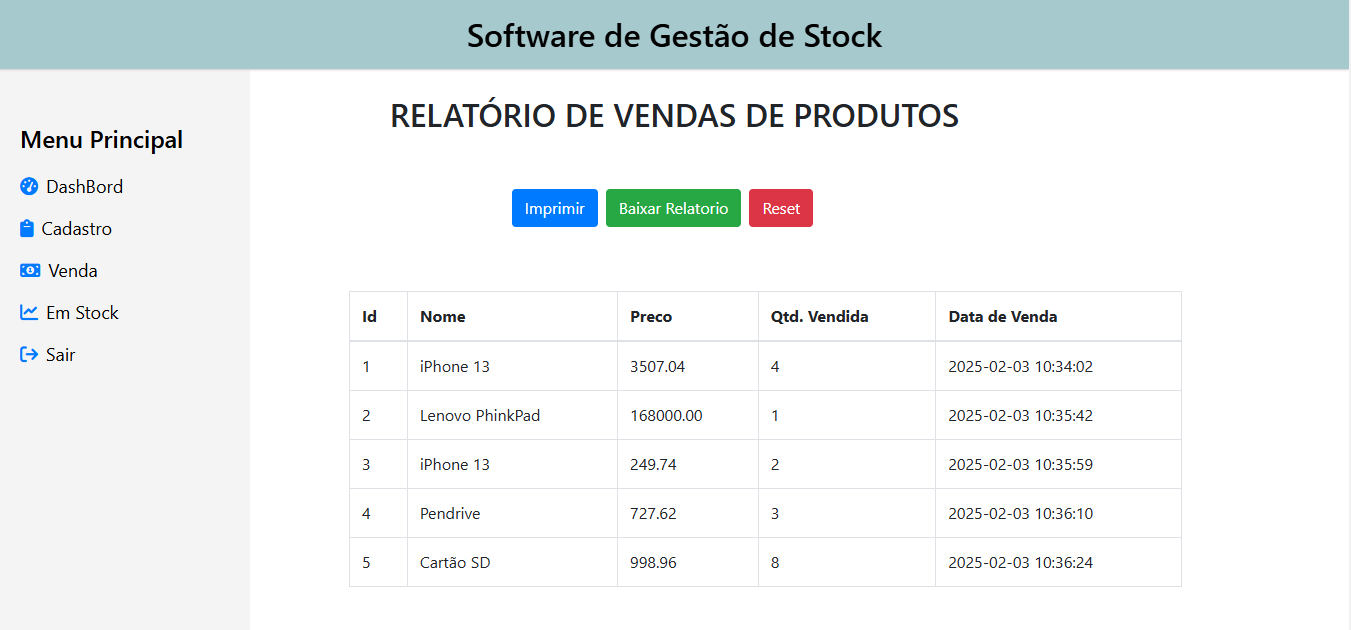 Software de Gestão de Stock
RELATÓRIO DE VENDAS DE PRODUTOS
Menu Principal
DashBord
Cadastro
Venda
Em Stock
Sair
Imprimir Baixar Relatorio Reset
Id Nome Preco Qtd. Vendida Data de Venda
1 iPhone 13 3507.04 4 2025-02-03 10:34:02
2 Lenovo PhinkPad 168000.00 1 2025-02-03 10:35:42
3 iPhone 13 249.74 2 2025-02-03 10:35:59
4 Pendrive 727.62 3 2025-02-03 10:36:10
5 Cartão SD 998.96 8 2025-02-03 10:36:24